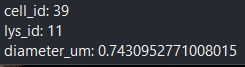 cell_id: 39
lys_id: 11
diameter_um: 0.7430952771008015